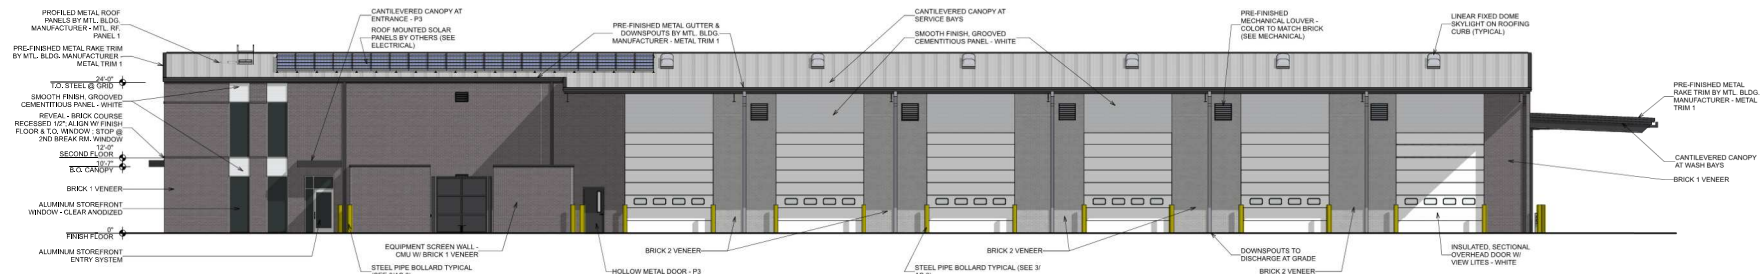 PROFILED METAL ROOF
PANELS BY MTL. BLDG.
MANUFACTURER - MTL. RF.
PANEL 1
PRE-FINISHED METAL RAKE TRIM
BY MTL. BLDG. MANUFACTURER -
METAL TRIM 1
24'-0"
T.O. STEEL @ GRID
SMOOTH FINISH, GROOVED
CEMENTITIOUS PANEL - WHITE
REVEAL - BRICK COURSE
RECESSED 1/2"; ALIGN W/ FINISH
FLOOR & T.O. WINDOW ; STOP @
2ND BREAK RM. WINDOW
12'-0"
SECOND FLOOR
10'-7"
B.O. CANOPY
BRICK 1 VENEER
ALUMINUM STOREFRONT
WINDOW - CLEAR ANODIZED
0"
FINISH FLOOR
ALUMINUM STOREFRONT
ENTRY SYSTEM
CANTILEVERED CANOPY AT
ENTRANCE - P3
ROOF MOUNTED SOLAR
PANELS BY OTHERS (SEE
ELECTRICAL)
PRE-FINISHED METAL GUTTER &
DOWNSPOUTS BY MTL. BLDG.
MANUFACTURER - METAL TRIM 1
CANTILEVERED CANOPY AT
SERVICE BAYS
SMOOTH FINISH, GROOVED
CEMENTITIOUS PANEL - WHITE
PRE-FINISHED
MECHANICAL LOUVER -
COLOR TO MATCH BRICK
(SEE MECHANICAL)
LINEAR FIXED DOME
SKYLIGHT ON ROOFING
CURB (TYPICAL)
PRE-FINISHED METAL
RAKE TRIM BY MTL. BLDG.
MANUFACTURER - METAL
TRIM 1
CANTILEVERED CANOPY
AT WASH BAYS
BRICK 1 VENEER
EQUIPMENT SCREEN WALL -
CMU W/ BRICK 1 VENEER
STEEL PIPE BOLLARD TYPICAL
HOLLOW METAL DOOR - P3
BRICK 2 VENEER
STEEL PIPE BOLLARD TYPICAL (SEE 3/
BRICK 2 VENEER
DOWNSPOUTS TO
DISCHARGE AT GRADE
BRICK 2 VENEER
INSULATED, SECTIONAL
OVERHEAD DOOR W/
VIEW LITES - WHITE